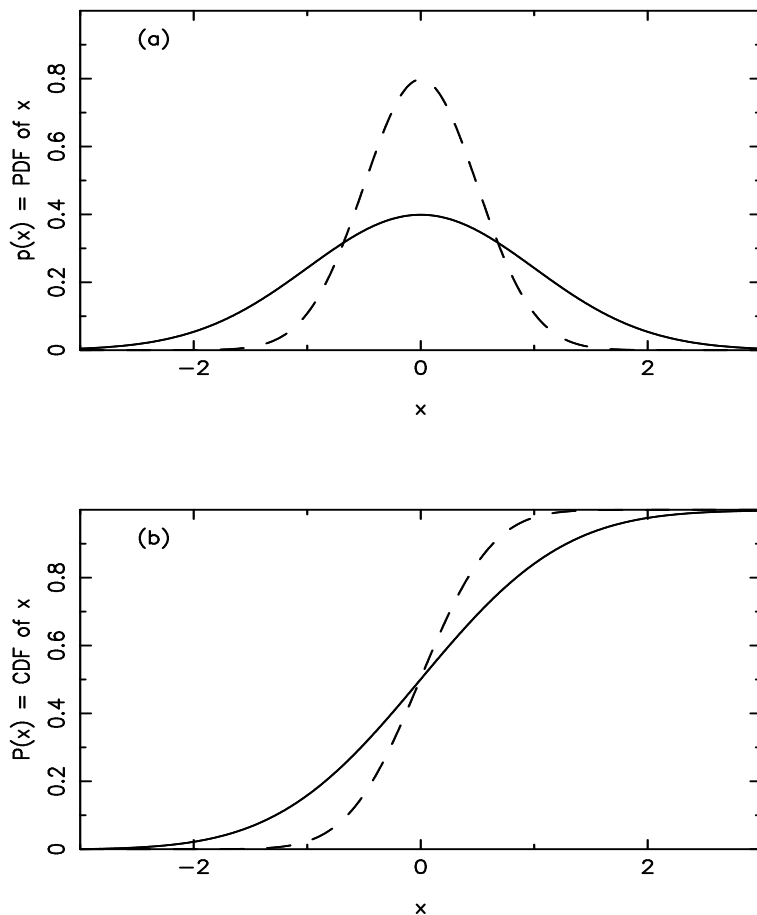 (a)
p(x) = PDF of x
0 0.2 0.4 0.6 0.8
−2 0 2
x
(b)
P(x) = CDF of x
0 0.2 0.4 0.6 0.8
−2 0 2
x